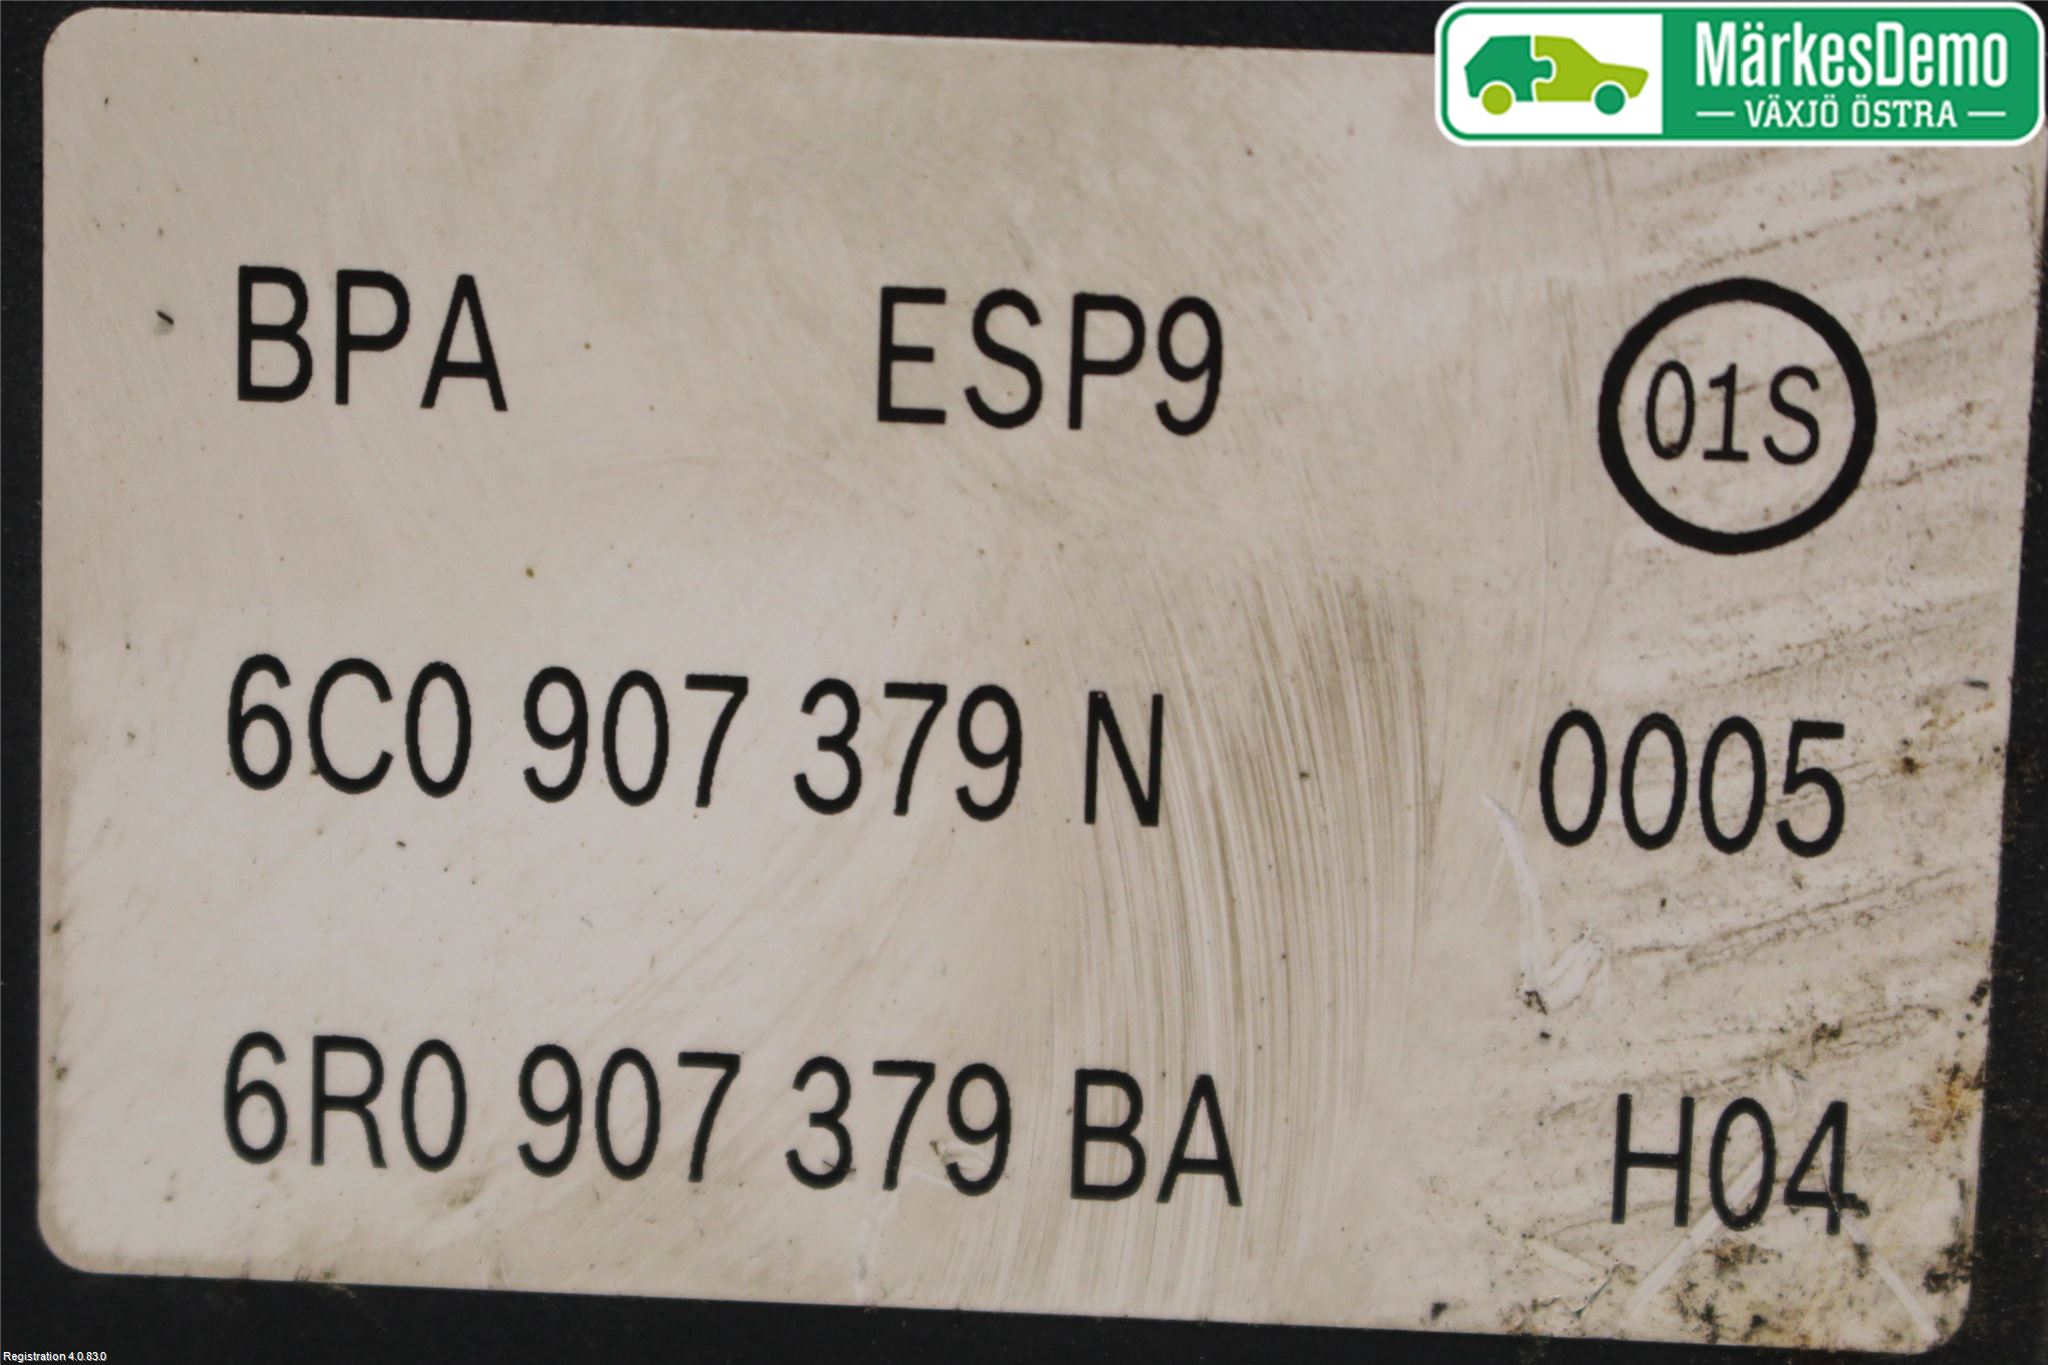 MärkesDemo
— VÄXJÖ ÖSTRA —
BPA ESP9 01S
6C0 907 379 N 0005
6R0 907 379 BA H04
Registration 4.0.83.0